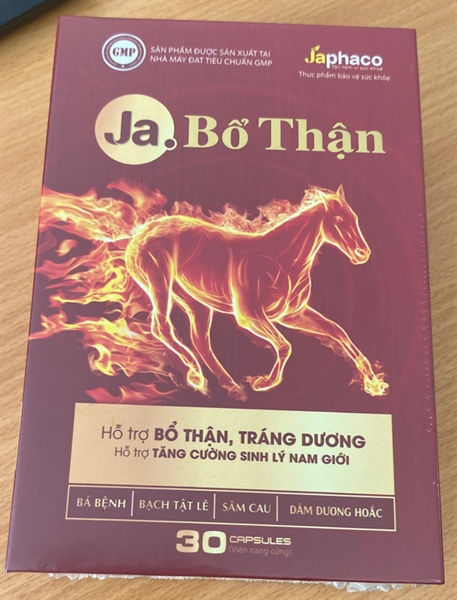 GMP
SẢN PHẨM ĐƯỢC SẢN XUẤT TẠI
NHÀ MÁY ĐẠT TIÊU CHUẨN GMP
Japhaco
Thực phẩm bảo vệ sức khỏe
Ja. Bổ Thận
Hỗ trợ BỔ THẬN, TRÁNG DƯƠNG
Hỗ trợ TĂNG CƯỜNG SINH LÝ NAM GIỚI
BÁ BỆNH
BẠCH TẬT LÊ
SÂM CAU
DÂM DƯƠNG HOẮC
30 CAPSULES
(Viên nang cứng)